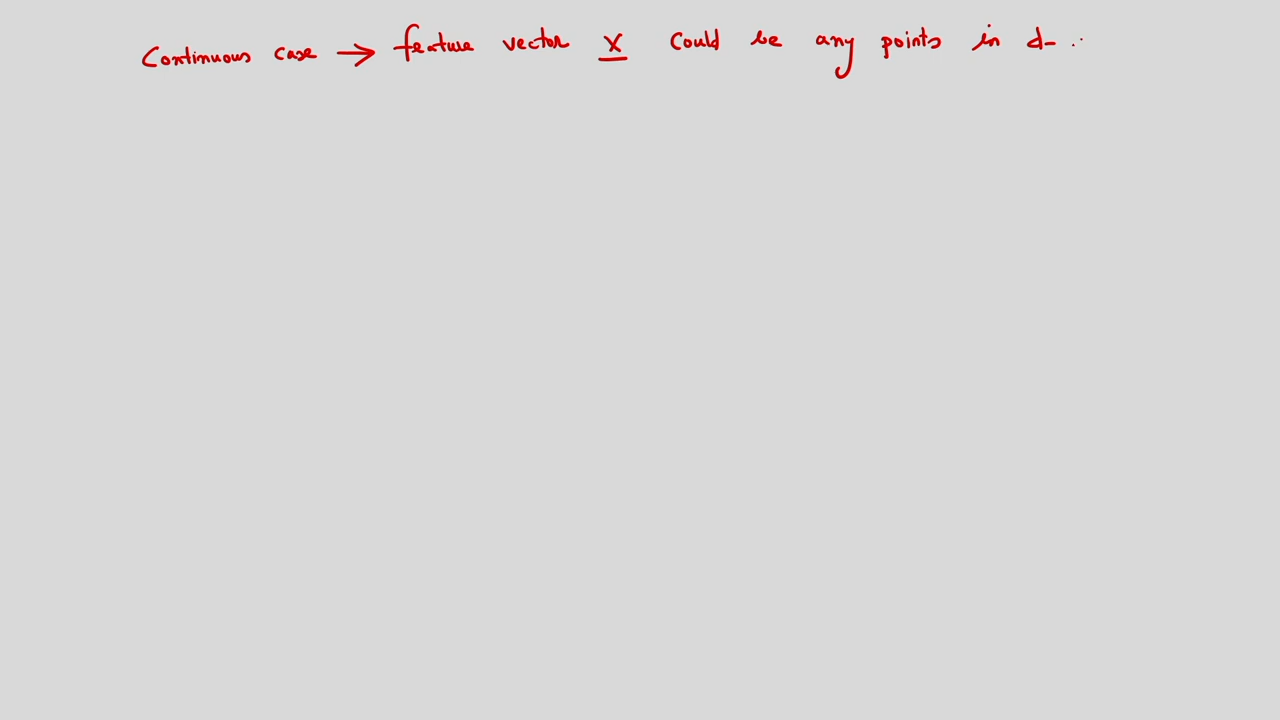 Continuous case → feature vector X could be any points in d-